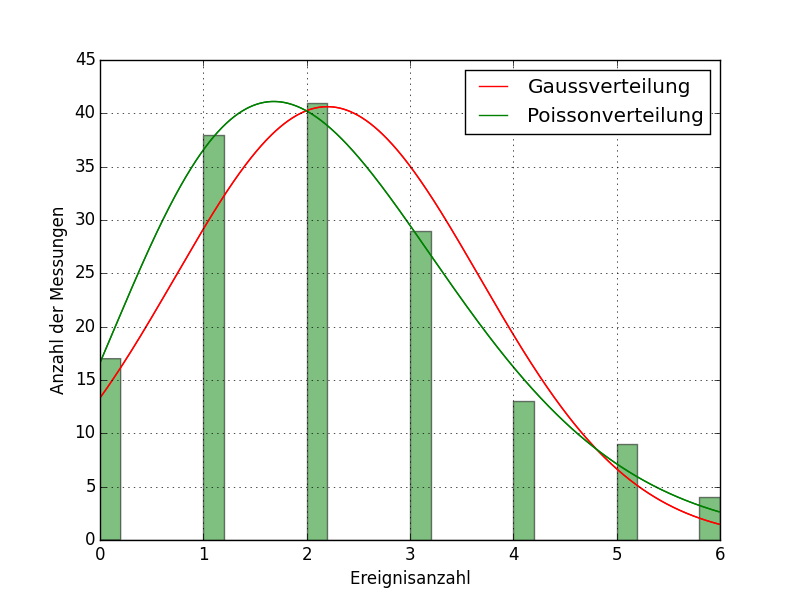 45
40
35
30
25
20
15
10
5
0
Anzahl der Messungen
Gaussverteilung
Poissonverteilung
0 1 2 3 4 5 6
Ereignisanzahl